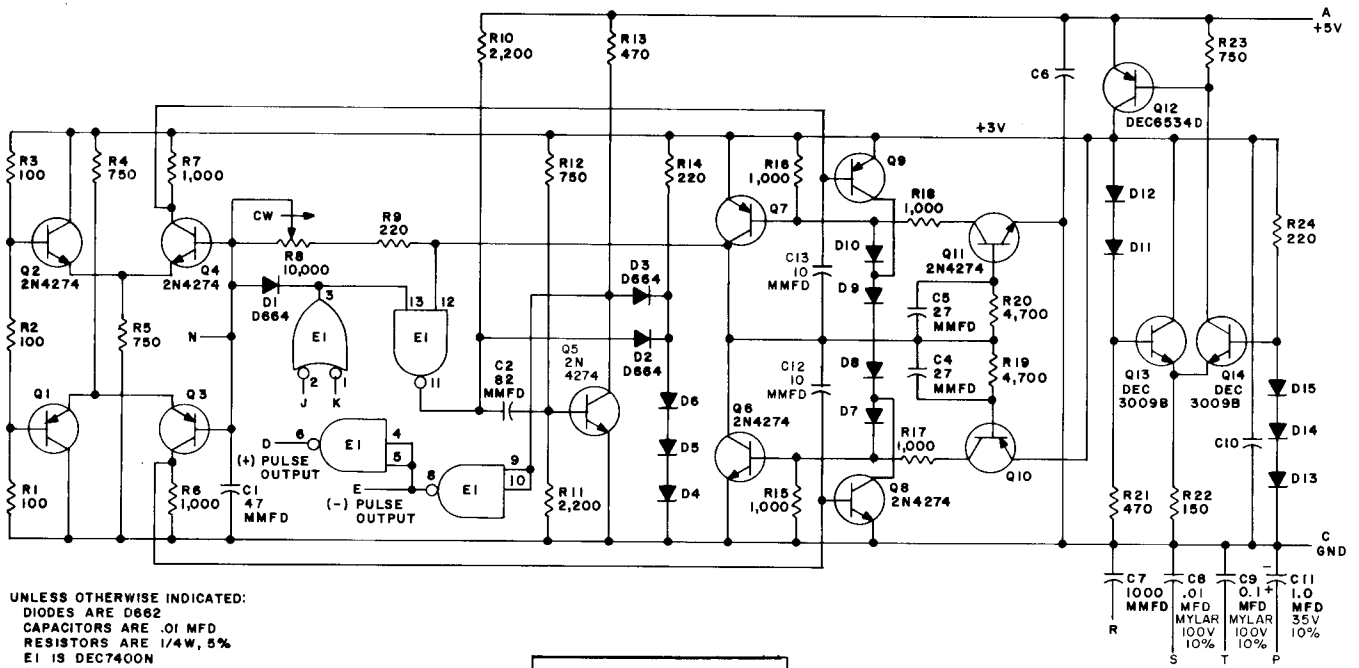 A
+5V
R10
2,200
R13
470
R23
750
C6
Q12
DEC6534D
+3V
R3
100
R4
750
R7
1,000
R12
750
R14
220
R16
1,000
Q9
R18
1,000
D12
Q7
CW
R9
220
R8
10,000
Q2
2N4274
Q4
2N4274
D1
D664
3
E1
2
1
J
K
13
12
E1
11
D3
D664
D2
D664
C13
10
MMFD
D10
D9
Q11
2N4274
C5
27
MMFD
R20
4,700
D11
R24
220
R2
100
R5
750
N
C2
82
MMFD
Q5
2N
4274
C12
10
MMFD
D8
D7
C4
27
MMFD
R19
4,700
Q13
DEC
3009B
Q14
DEC
3009B
D15
D14
D13
C10
Q1
Q3
D6
D5
D4
Q6
2N4274
R17
1,000
Q10
D
6
E1
4
5
(+) PULSE
OUTPUT
E
8
E1
9
10
(-) PULSE
OUTPUT
R1
100
R6
1,000
C1
47
MMFD
R11
2,200
R15
1,000
Q8
2N4274
R21
470
R22
150
C
GND
C7
1000
MMFD
R
C8
.01
MFD
MYLAR
100V
10%
S
C9
0.1
MFD
MYLAR
100V
10%
T
-
+
C11
1.0
MFD
35V
10%
P
UNLESS OTHERWISE INDICATED:
DIODES ARE D662
CAPACITORS ARE .01 MFD
RESISTORS ARE 1/4W, 5%
E1 IS DEC7400N